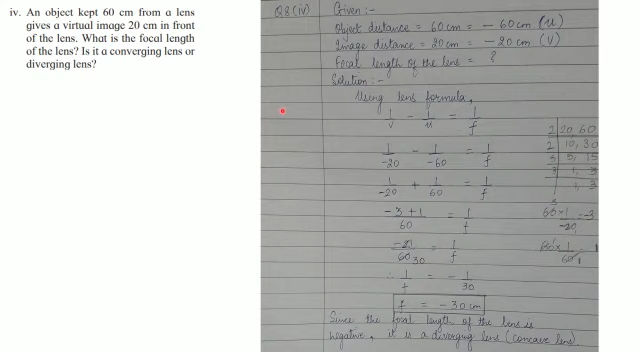 iv. An object kept 60 cm from a lens
gives a virtual image 20 cm in front
of the lens. What is the focal length
of the lens? Is it a converging lens or
diverging lens?
Q8 (iv) Given :-
Object distance = 60 cm = - 60 cm (u)
Image distance = 20 cm = - 20 cm (v)
Focal length of the lens = ?
Solution :-
Using lens formula,
1/v - 1/u = 1/f
1/-20 - 1/-60 = 1/f
1/-20 + 1/60 = 1/f
-3+1/60 = 1/f
60 30 = 1/f
∴ 1/f = - 1/30
f = - 30 cm
Since the focal length of the lens is
negative, it is a diverging lens (concave lens)
2 20, 60
2 10, 30
5 5, 15
3 1, 3
60 × 1/-20 = -3